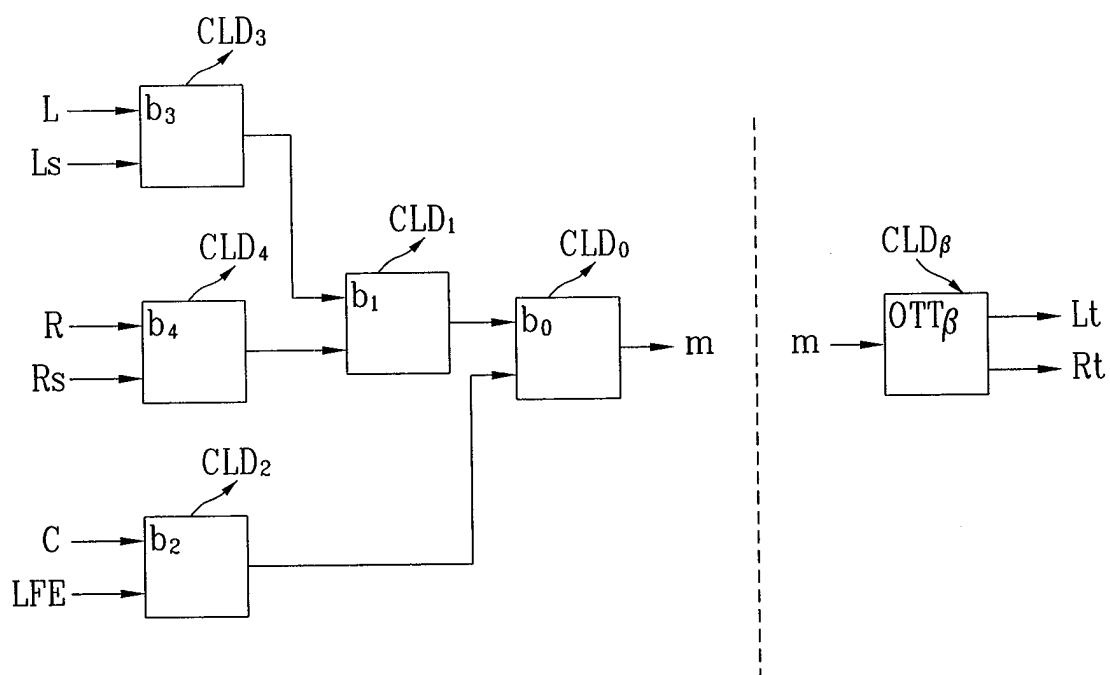 CLD₃
L
b₃
Ls
CLD₄
R
b₄
Rs
CLD₁
b₁
CLD₀
b₀
m
CLD₂
C
b₂
LFE
CLDβ
m
OTTβ
Lt
Rt